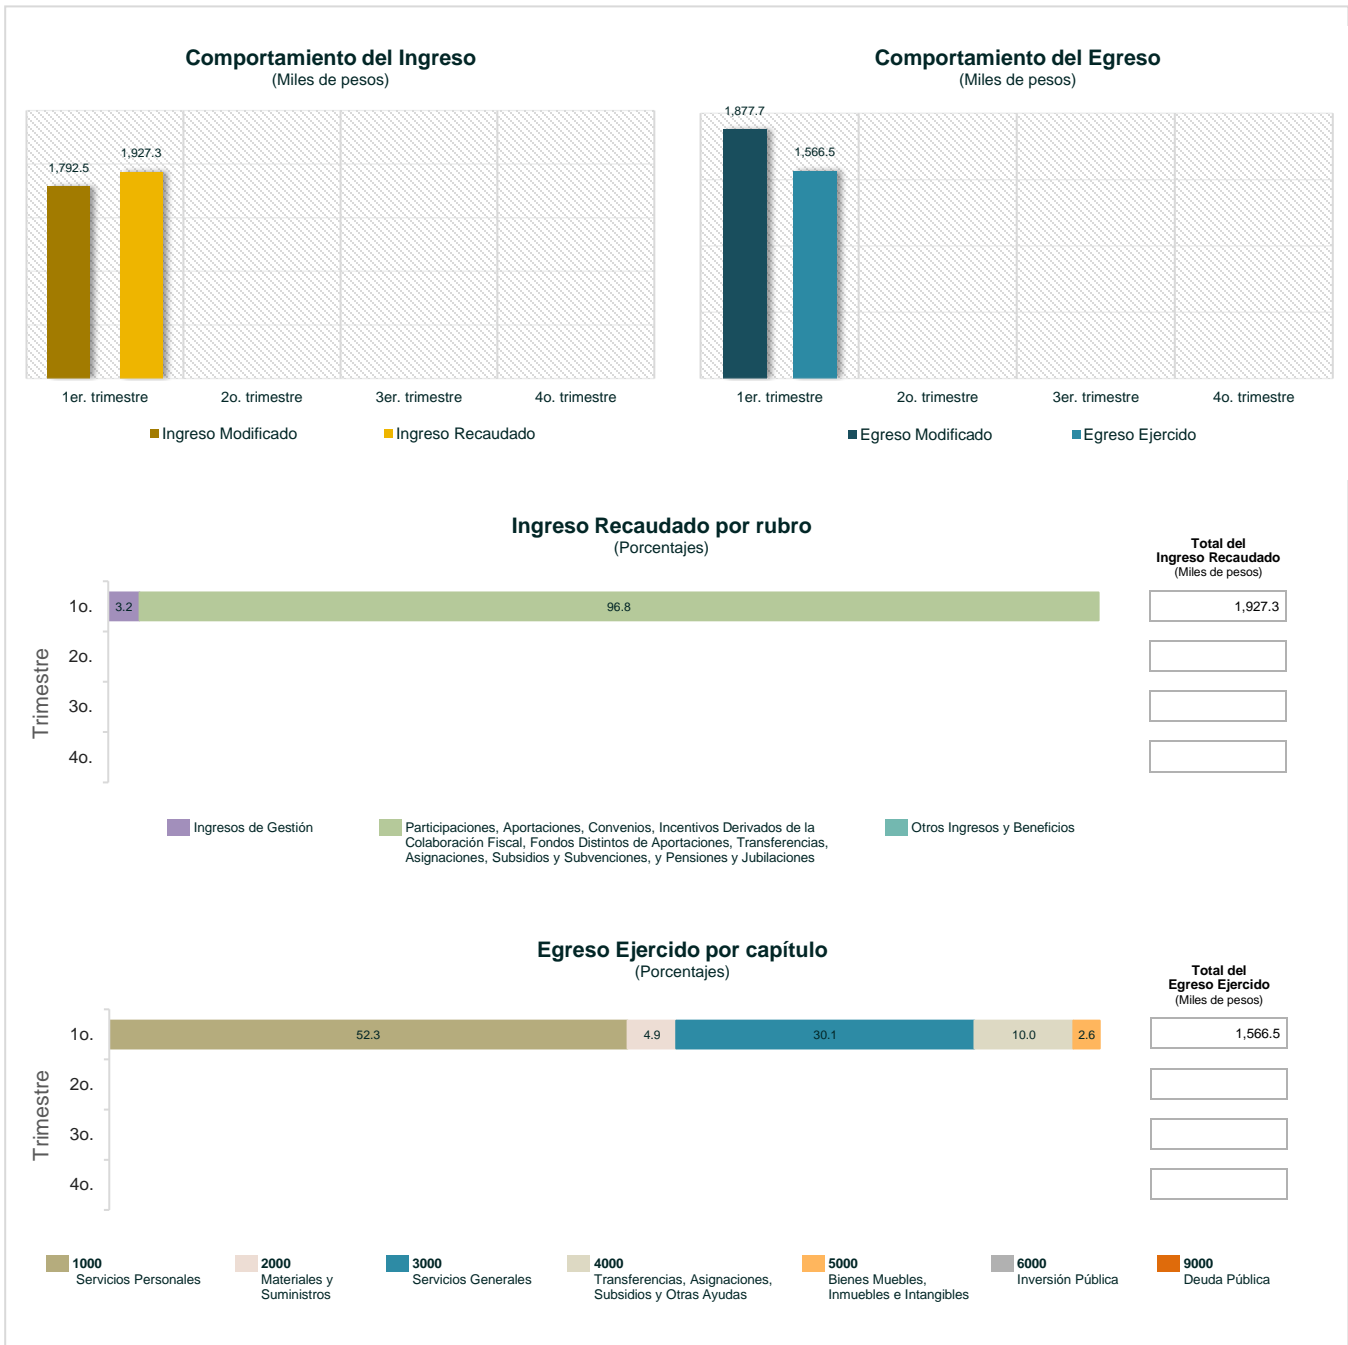 Comportamiento del Ingreso
(Miles de pesos)
1,792.5
1,927.3
1er. trimestre
2o. trimestre
3er. trimestre
4o. trimestre
Ingreso Modificado
Ingreso Recaudado
Comportamiento del Egreso
(Miles de pesos)
1,877.7
1,566.5
1er. trimestre
2o. trimestre
3er. trimestre
4o. trimestre
Egreso Modificado
Egreso Ejercido
Ingreso Recaudado por rubro
(Porcentajes)
Total del
Ingreso Recaudado
(Miles de pesos)
Trimestre
1o.
3.2
96.8
1,927.3
2o.
3o.
4o.
Ingresos de Gestión
Participaciones, Aportaciones, Convenios, Incentivos Derivados de la
Colaboración Fiscal, Fondos Distintos de Aportaciones, Transferencias,
Asignaciones, Subsidios y Subvenciones, y Pensiones y Jubilaciones
Otros Ingresos y Beneficios
Egreso Ejercido por capítulo
(Porcentajes)
Total del
Egreso Ejercido
(Miles de pesos)
Trimestre
1o.
52.3
4.9
30.1
10.0
2.6
1,566.5
2o.
3o.
4o.
1000
Servicios Personales
2000
Materiales y
Suministros
3000
Servicios Generales
4000
Transferencias, Asignaciones,
Subsidios y Otras Ayudas
5000
Bienes Muebles,
Inmuebles e Intangibles
6000
Inversión Pública
9000
Deuda Pública